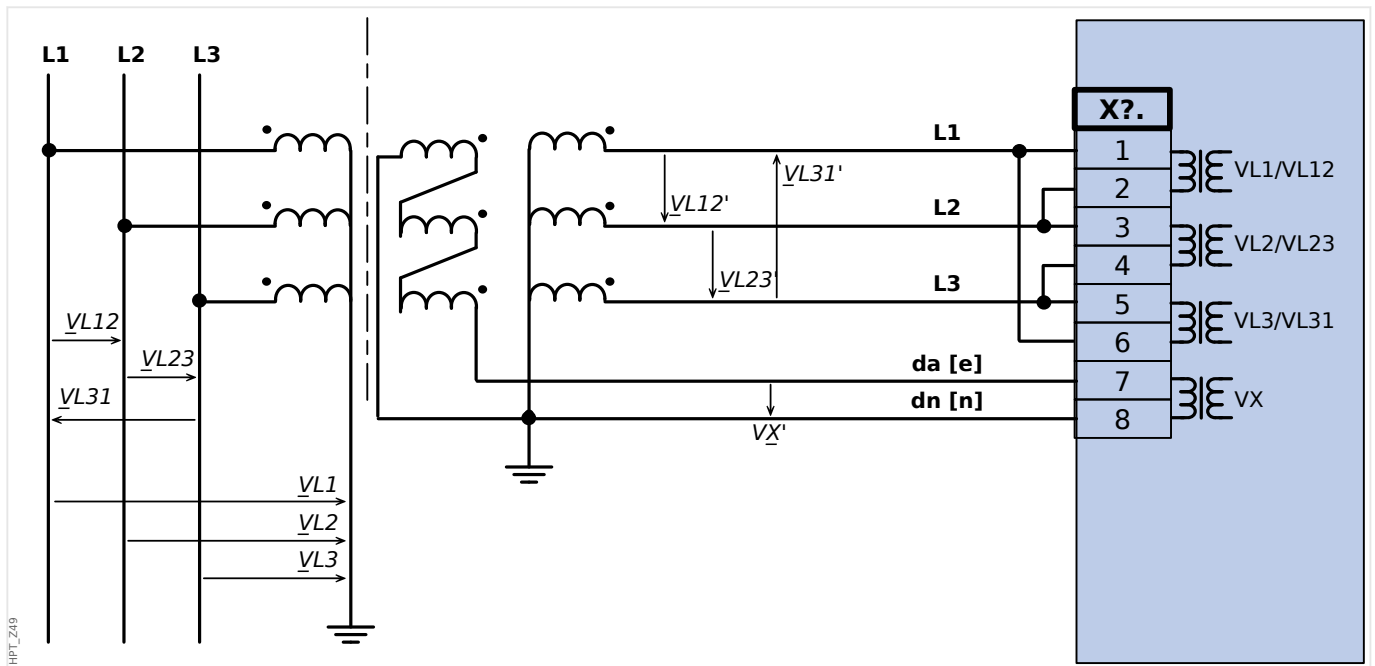 L1 L2 L3
X?.
L1
1
VL31'
VL1/VL12
2
VL12'
L2
3
VL2/VL23
4
VL23'
L3
5
VL12
VL3/VL31
6
VL23
da [e]
7
VL31
dn [n]
VX
8
VX'
VL1
VL2
VL3
HPT_Z49